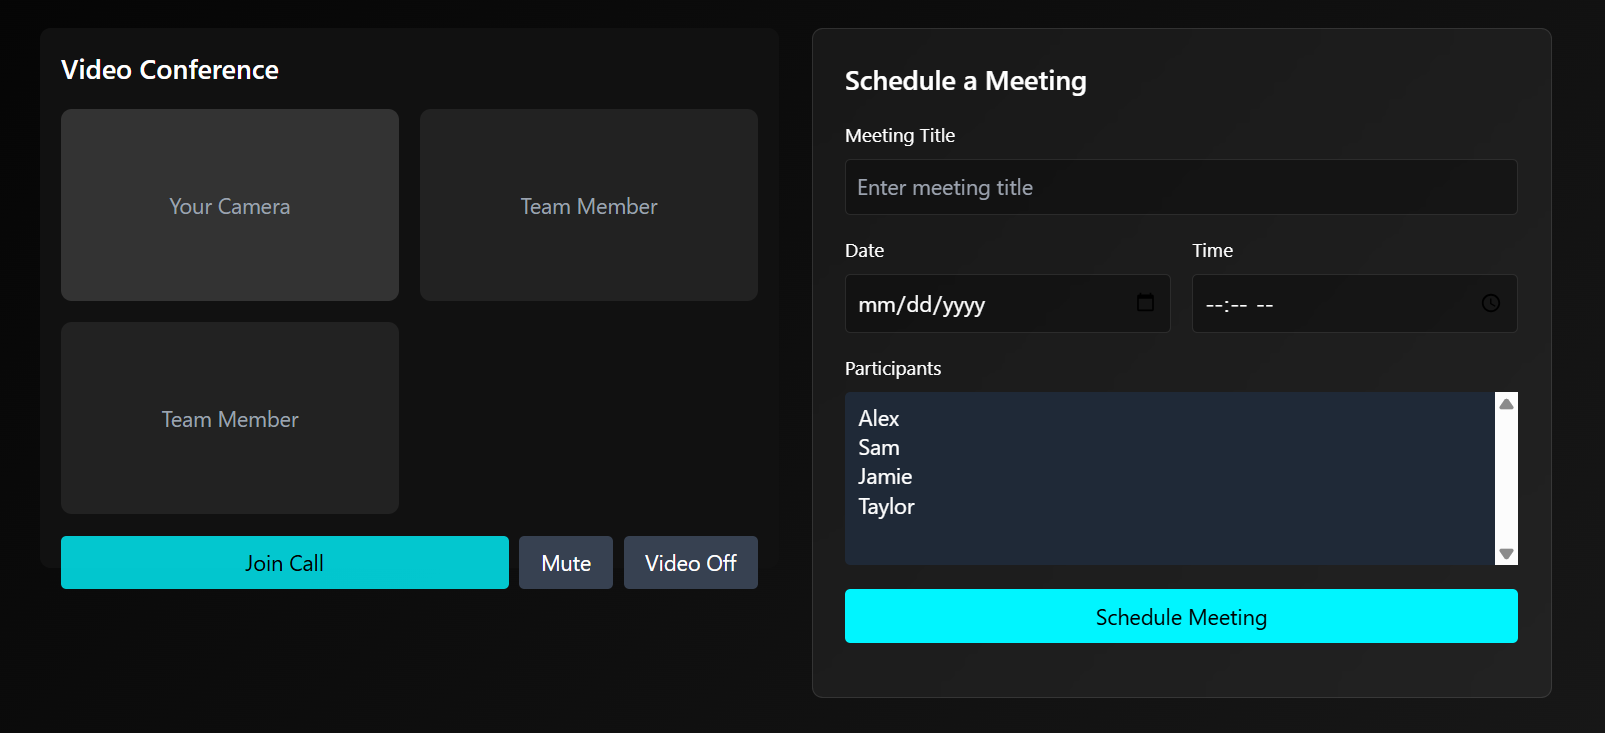 Video Conference
Your Camera
Team Member
Team Member
Join Call
Mute
Video Off
Schedule a Meeting
Meeting Title
Enter meeting title
Date
Time
mm/dd/yyyy
--:-- --
Participants
Alex
Sam
Jamie
Taylor
Schedule Meeting